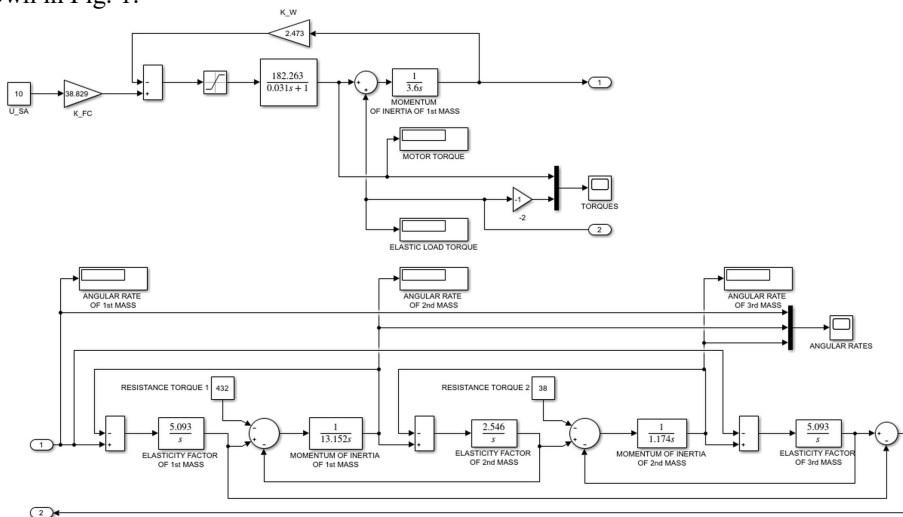 own in Fig. 1.
K_W
2.473
10
U_SA
38.829
K_FC
−
+
182.263
0.031s + 1
+
+
1
3.6s
MOMENTUM
OF INERTIA OF 1st MASS
1
MOTOR TORQUE
-1
-2
TORQUES
2
ELASTIC LOAD TORQUE
ANGULAR RATE
OF 1st MASS
ANGULAR RATE
OF 2nd MASS
ANGULAR RATE
OF 3rd MASS
ANGULAR RATES
RESISTANCE TORQUE 1
432
RESISTANCE TORQUE 2
38
1
−
+
5.093
s
ELASTICITY FACTOR
OF 1st MASS
−
+
−
1
13.152s
MOMENTUM OF INERTIA
OF 1st MASS
−
+
2.546
s
ELASTICITY FACTOR
OF 2nd MASS
−
+
−
1
1.174s
MOMENTUM OF INERTIA
OF 2nd MASS
−
+
5.093
s
ELASTICITY FACTOR
OF 3rd MASS
−
−
2